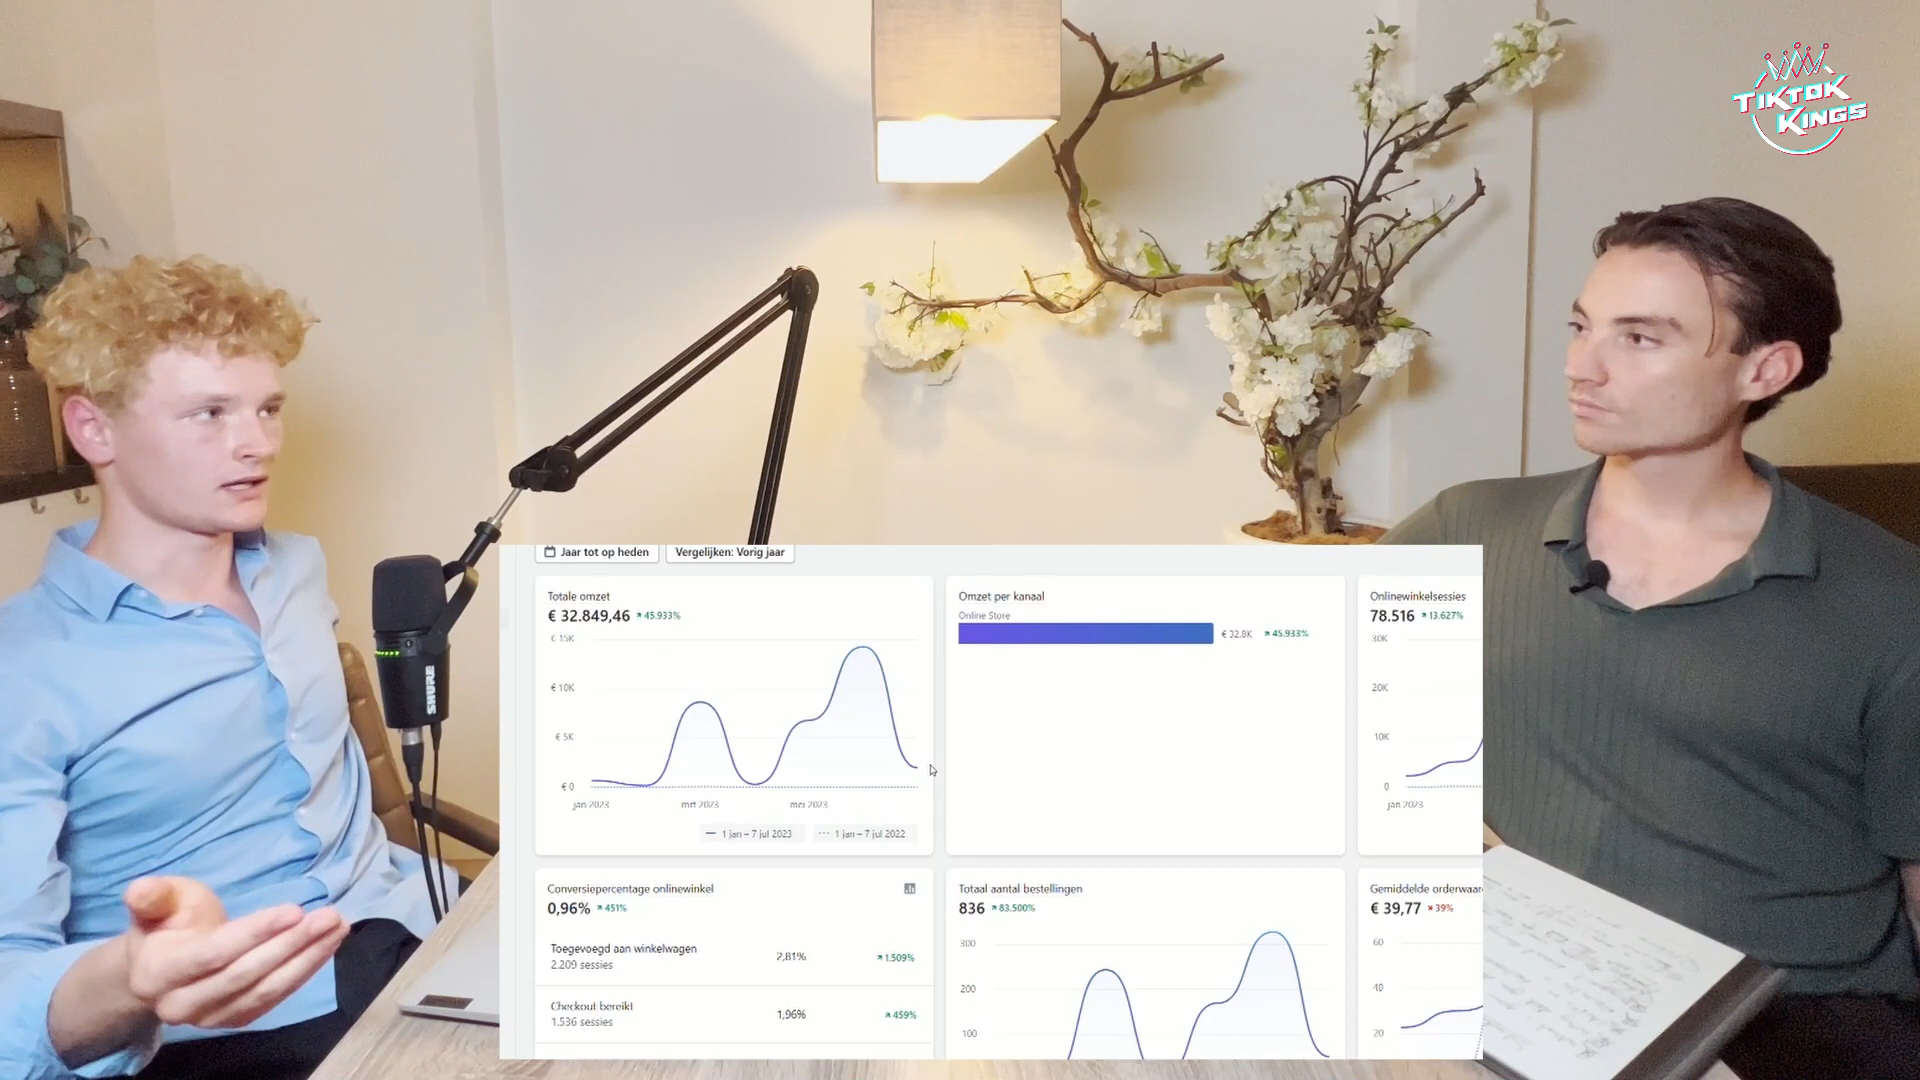 TIKTOK
KINGS
SHURE
Jaar tot op heden
Vergelijken: Vorig jaar
Totale omzet
€ 32.849,46 45.933%
€ 15K
€ 10K
€ 5K
€ 0
jan 2023
mrt 2023
mei 2023
1 jan – 7 jul 2023
1 jan – 7 jul 2022
Omzet per kanaal
Online Store
€ 32.8K 45.933%
Onlinewinkelsessies
78.516 13.627%
30K
20K
10K
0
jan 2023
Conversiepercentage onlinewinkel
0,96% 451%
Toegevoegd aan winkelwagen
2.209 sessies
2,81%
1.509%
Checkout bereikt
1.536 sessies
1,96%
459%
Totaal aantal bestellingen
836 83.500%
300
200
100
Gemiddelde orderwaar
€ 39,77 39%
60
40
20